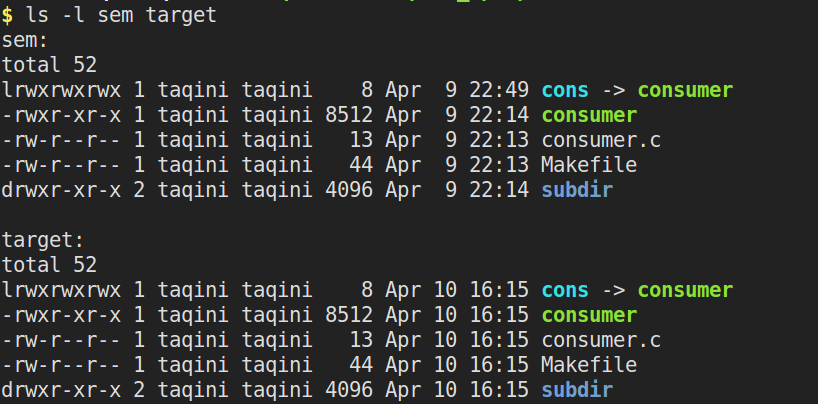 $ ls -l sem target
sem:
total 52
lrwxrwxrwx 1 taqini taqini    8 Apr  9 22:49 cons -> consumer
-rwxr-xr-x 1 taqini taqini 8512 Apr  9 22:14 consumer
-rw-r--r-- 1 taqini taqini   13 Apr  9 22:13 consumer.c
-rw-r--r-- 1 taqini taqini   44 Apr  9 22:13 Makefile
drwxr-xr-x 2 taqini taqini 4096 Apr  9 22:14 subdir

target:
total 52
lrwxrwxrwx 1 taqini taqini    8 Apr 10 16:15 cons -> consumer
-rwxr-xr-x 1 taqini taqini 8512 Apr 10 16:15 consumer
-rw-r--r-- 1 taqini taqini   13 Apr 10 16:15 consumer.c
-rw-r--r-- 1 taqini taqini   44 Apr 10 16:15 Makefile
drwxr-xr-x 2 taqini taqini 4096 Apr 10 16:15 subdir